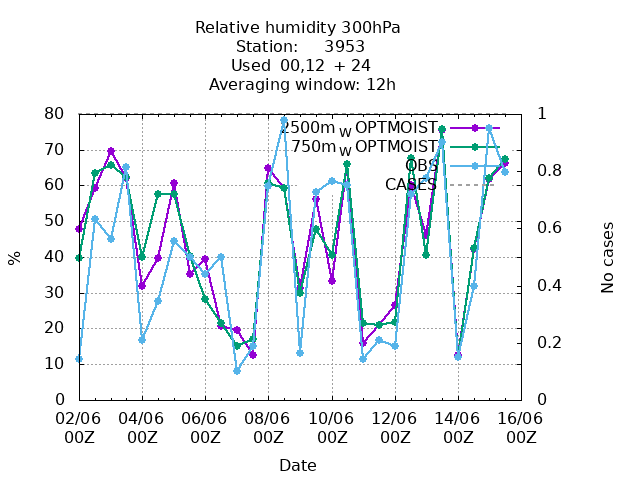 Relative humidity 300hPa
Station: 3953
Used 00,12 + 24
Averaging window: 12h
2500m_W OPTMOIST
750m_W OPTMOIST
OBS
CASES
80
70
60
50
40
30
20
10
0
%
1
0.8
0.6
0.4
0.2
0
No cases
02/06 04/06 06/06 08/06 10/06 12/06 14/06 16/06
00Z 00Z 00Z 00Z 00Z 00Z 00Z 00Z
Date